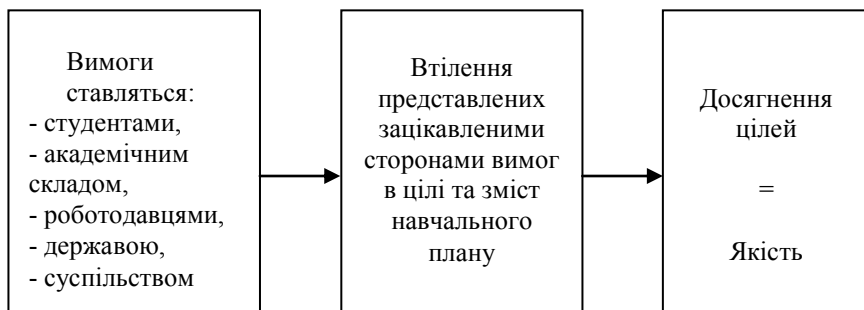 Вимоги
ставляться:
- студентами,
- академічним
складом,
- роботодавцями,
- державою,
- суспільством
Втілення
представлених
зацікавленими
сторонами вимог
в цілі та зміст
навчального
плану
Досягнення
цілей
=
Якість